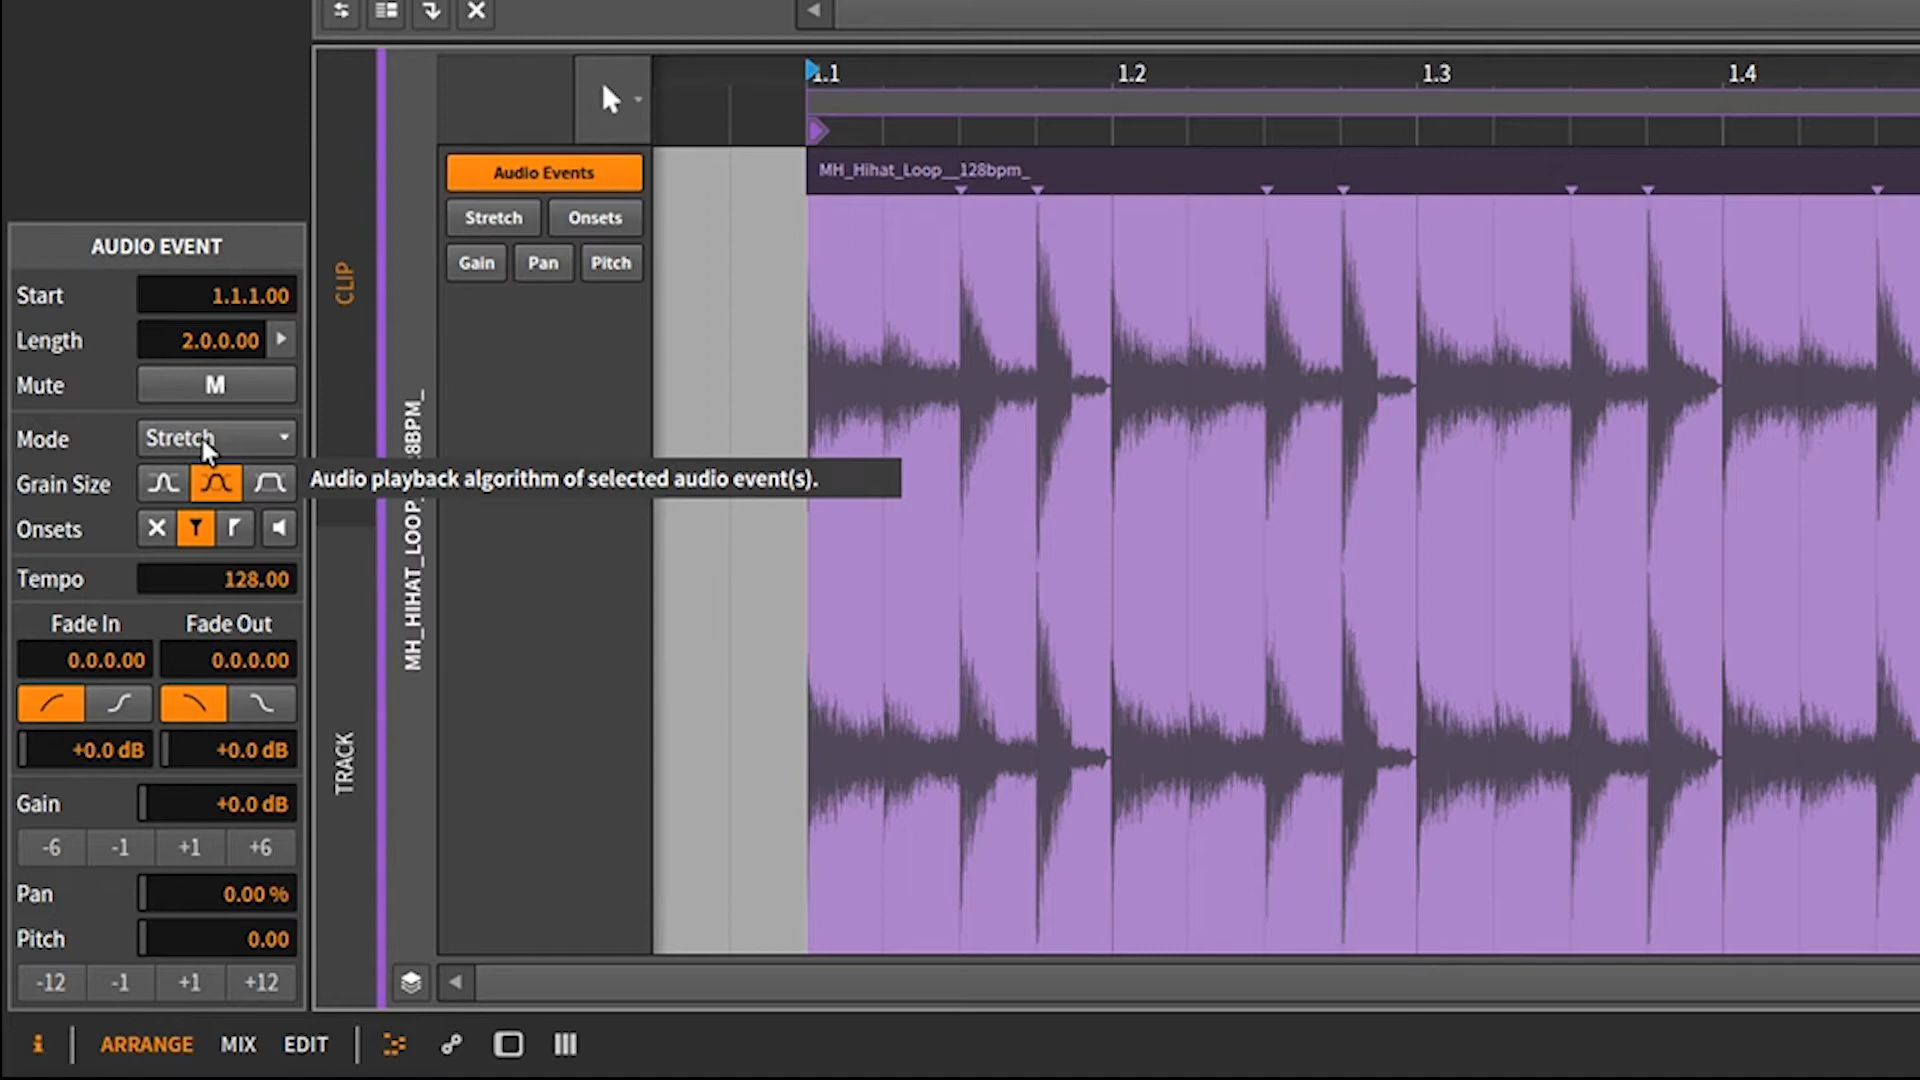 1.1 1.2 1.3 1.4
MH_Hihat_Loop__128bpm_
Audio Events
Stretch Onsets
Gain Pan Pitch
CLIP
TRACK
AUDIO EVENT
Start 1.1.1.00
Length 2.0.0.00
Mute M
Mode Stretch
Grain Size
Audio playback algorithm of selected audio event(s).
Onsets
Tempo 128.00
Fade In Fade Out
0.0.0.00 0.0.0.00
+0.0 dB +0.0 dB
Gain +0.0 dB
-6 -1 +1 +6
Pan 0.00 %
Pitch 0.00
-12 -1 +1 +12
MH_HIHAT_LOOP 8BPM_
i ARRANGE MIX EDIT